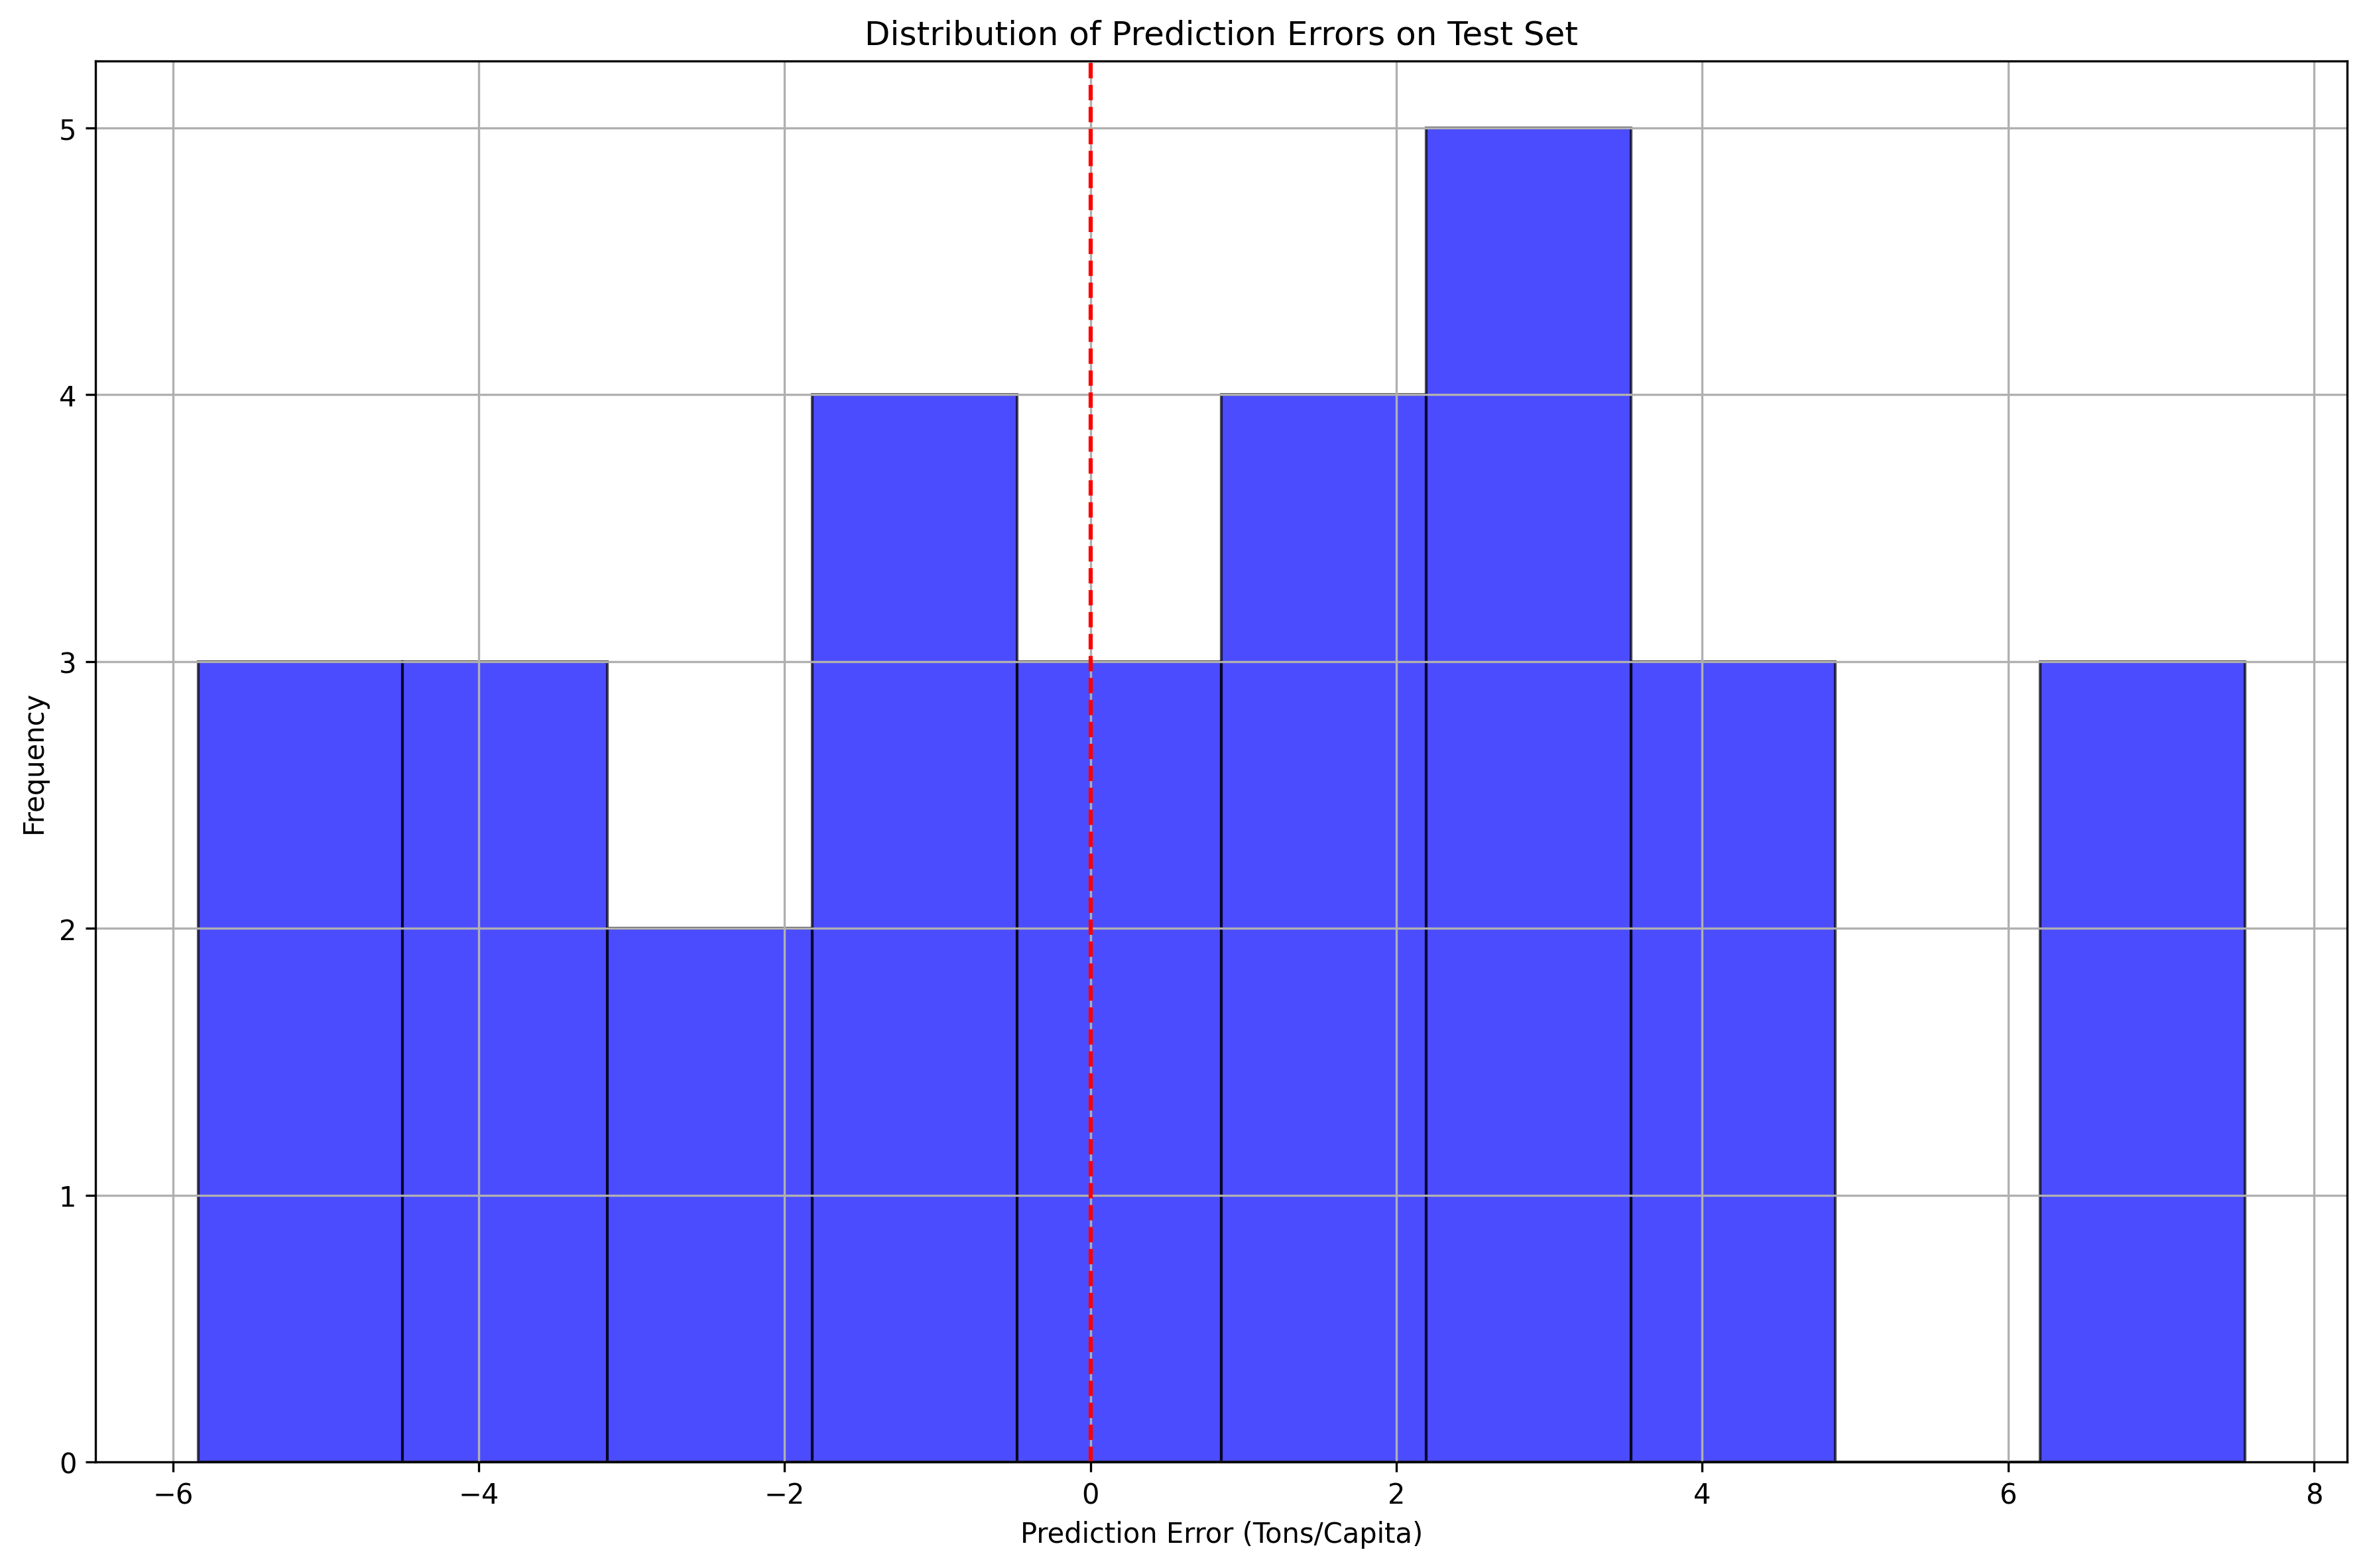 Distribution of Prediction Errors on Test Set
Frequency
5
4
3
2
1
0
−6 −4 −2 0 2 4 6 8
Prediction Error (Tons/Capita)